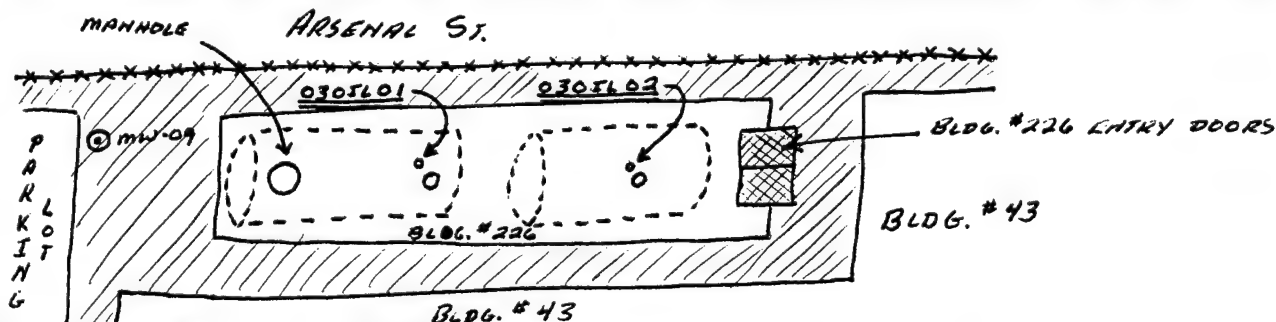 MANHOLE
ARSENAL ST.
0305L01
0305L02
MW-09
BLDG. #226 ENTRY DOORS
PARKING
LOT
BLDG. #226
BLDG. #43
BLDG. #43